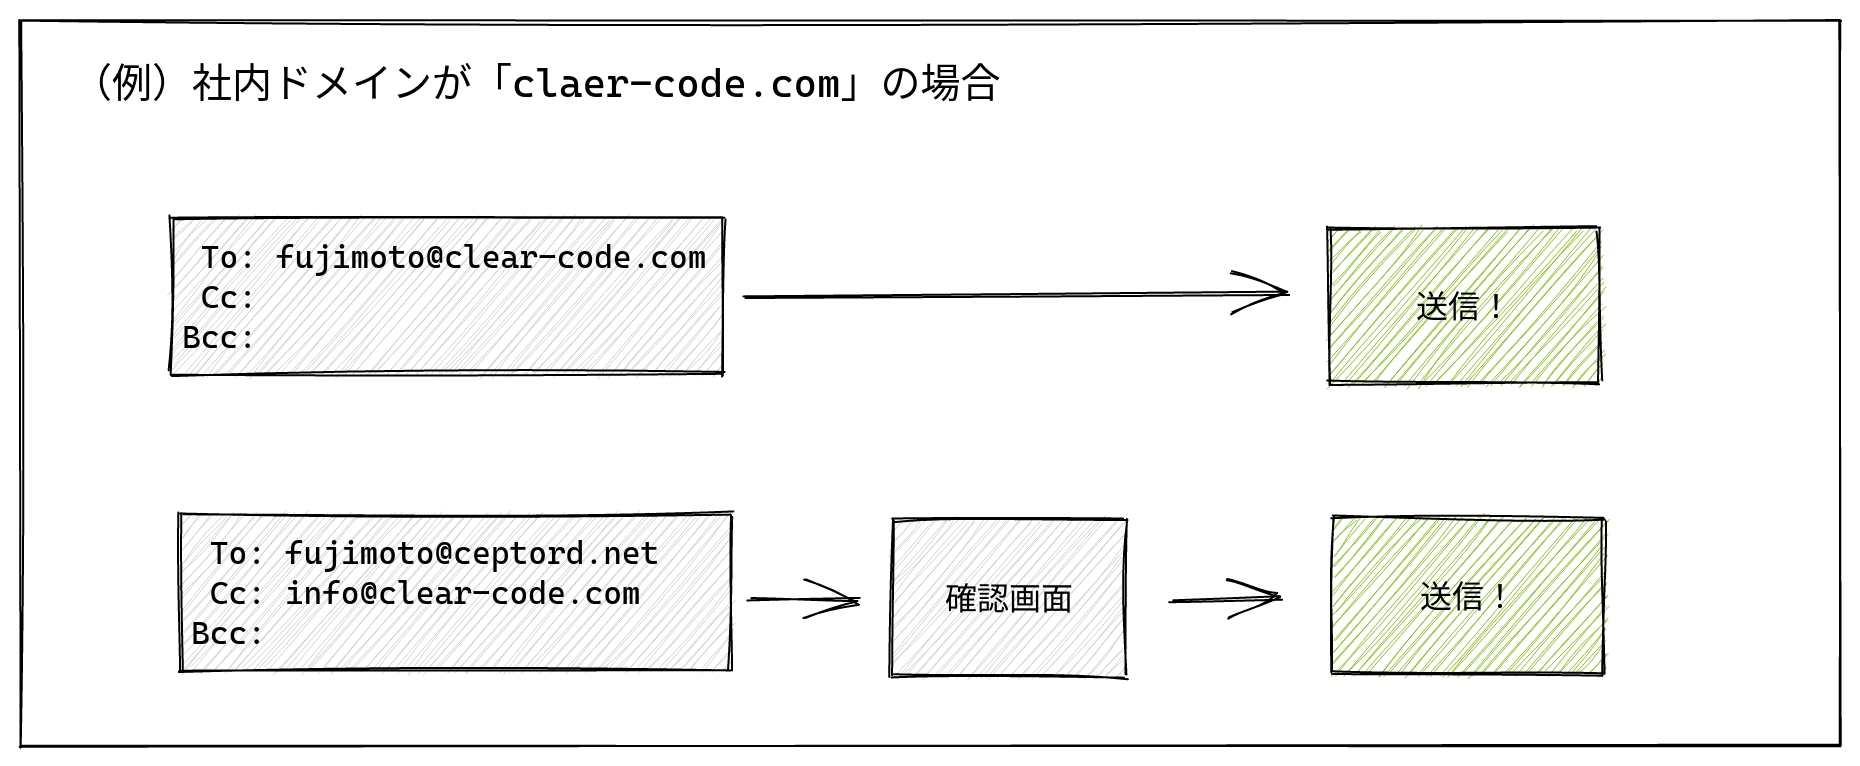 （例）社内ドメインが「claer-code.com」の場合
To: fujimoto@clear-code.com
Cc:
Bcc:
送信！
To: fujimoto@ceptord.net
Cc: info@clear-code.com
Bcc:
確認画面
送信！